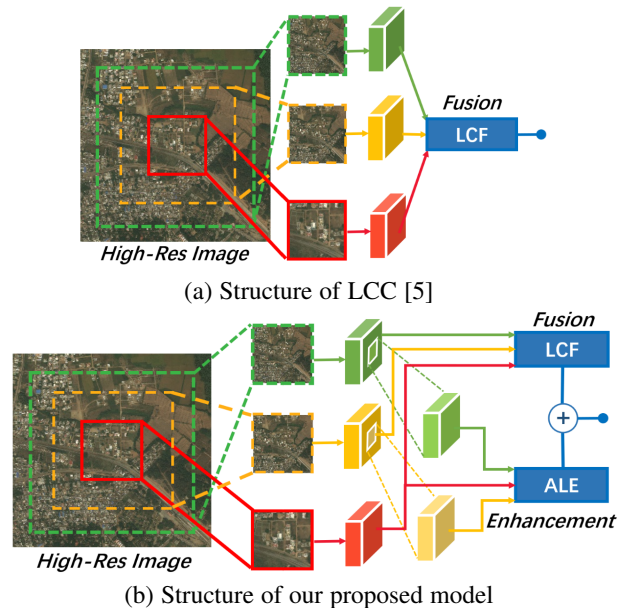 Fusion
LCF
High-Res Image
(a) Structure of LCC [5]
Fusion
LCF
+
ALE
Enhancement
High-Res Image
(b) Structure of our proposed model